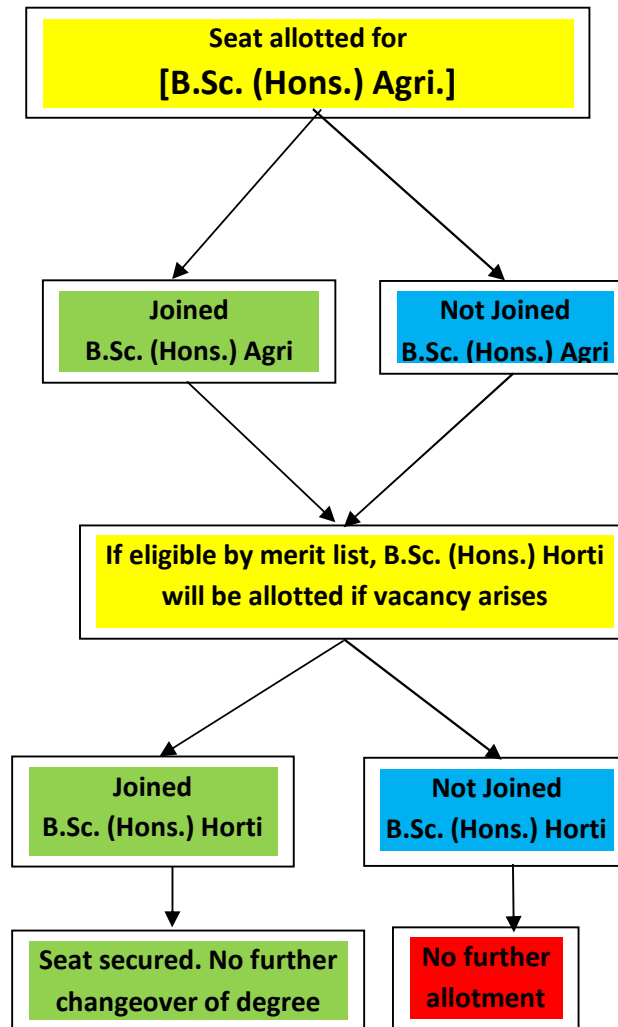 Seat allotted for
[B.Sc. (Hons.) Agri.]
Joined
B.Sc. (Hons.) Agri
Not Joined
B.Sc. (Hons.) Agri
If eligible by merit list, B.Sc. (Hons.) Horti
will be allotted if vacancy arises
Joined
B.Sc. (Hons.) Horti
Not Joined
B.Sc. (Hons.) Horti
Seat secured. No further
changeover of degree
No further
allotment